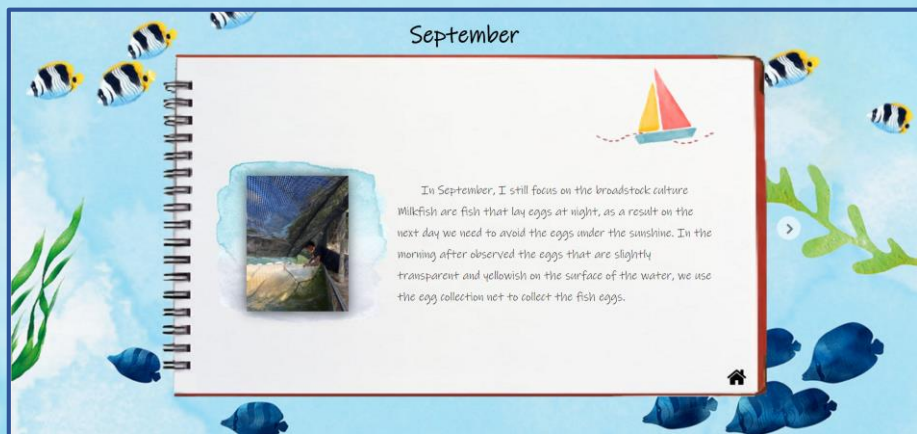 September
In September, I still focus on the broadstock culture
Milkfish are fish that lay eggs at night, as a result on the
next day we need to avoid the eggs under the sunshine. In the
morning after observed the eggs that are slightly
transparent and yellowish on the surface of the water, we use
the egg collection net to collect the fish eggs.